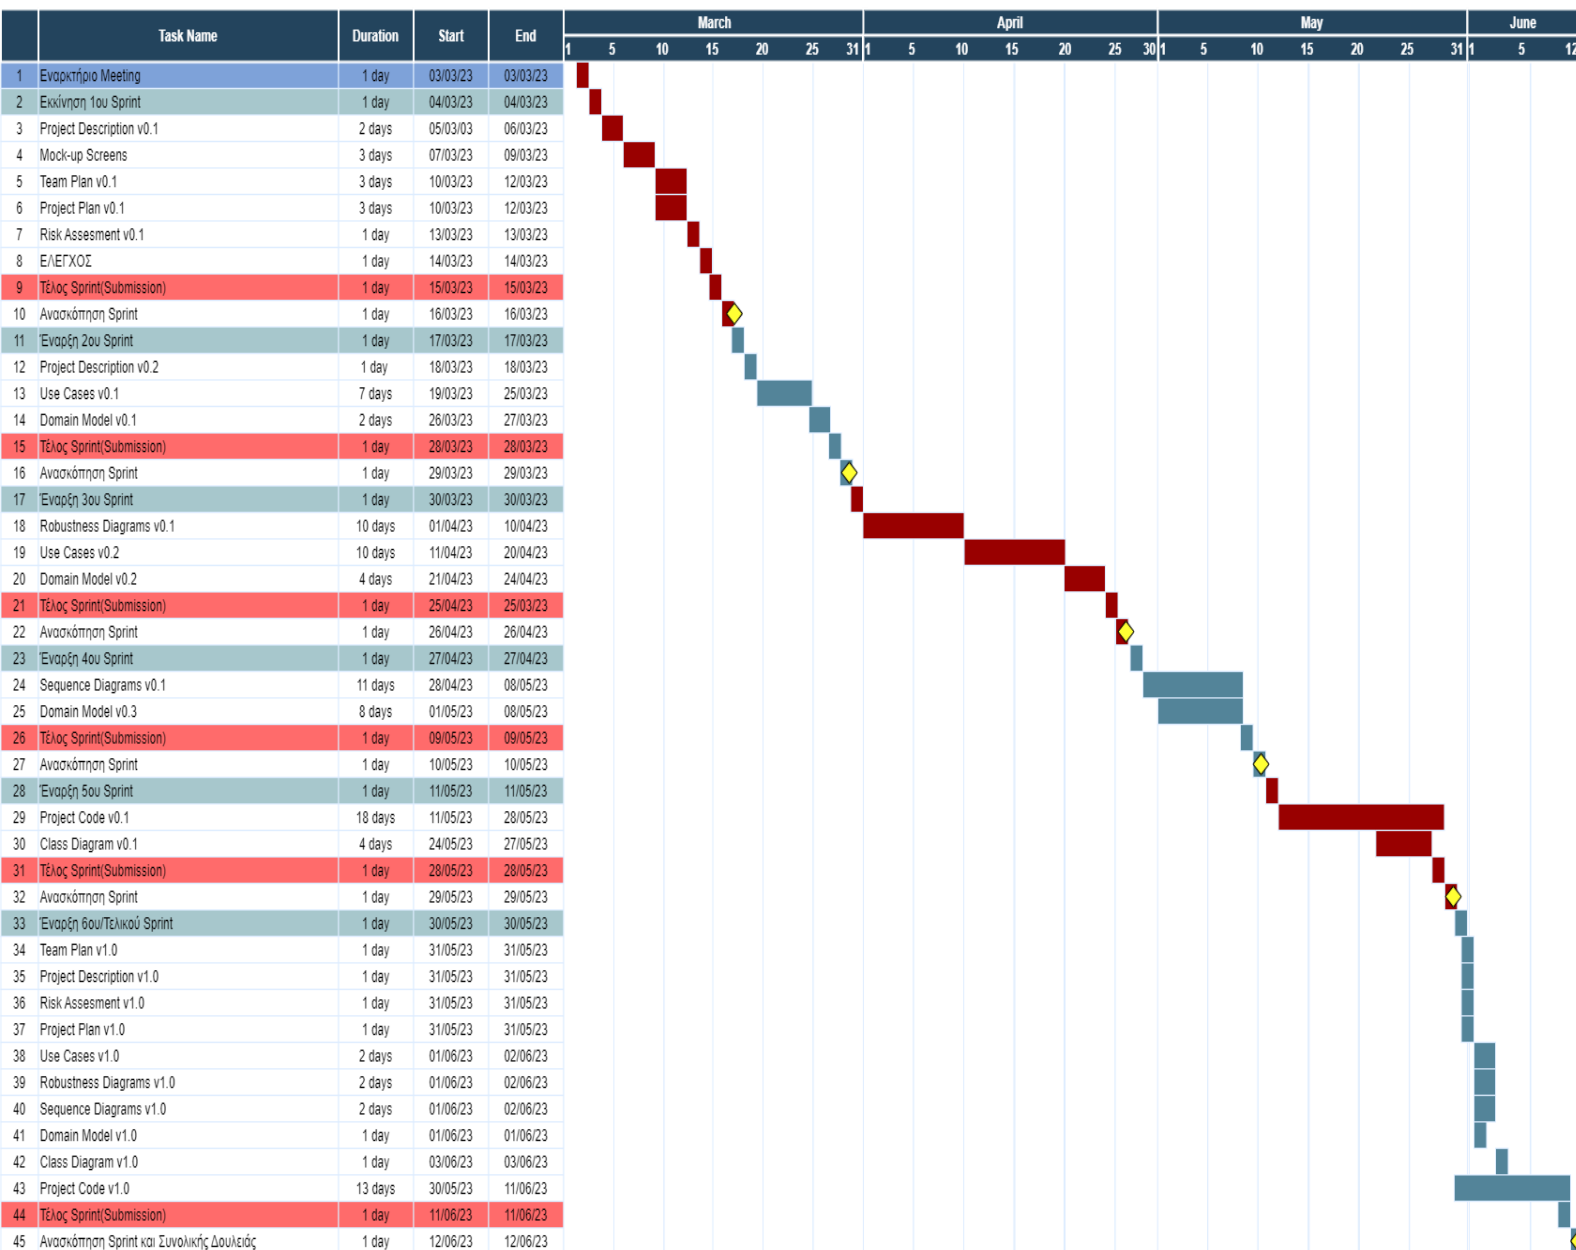 March April May June
Task Name Duration Start End
1 5 10 15 20 25 31 1 5 10 15 20 25 30 1 5 10 15 20 25 31 1 5 12
1 Εναρκτήριο Meeting 1 day 03/03/23 03/03/23
2 Εκκίνηση 1ου Sprint 1 day 04/03/23 04/03/23
3 Project Description v0.1 2 days 05/03/03 06/03/23
4 Mock-up Screens 3 days 07/03/23 09/03/23
5 Team Plan v0.1 3 days 10/03/23 12/03/23
6 Project Plan v0.1 3 days 10/03/23 12/03/23
7 Risk Assesment v0.1 1 day 13/03/23 13/03/23
8 ΕΛΕΓΧΟΣ 1 day 14/03/23 14/03/23
9 Τέλος Sprint(Submission) 1 day 15/03/23 15/03/23
10 Ανασκόπηση Sprint 1 day 16/03/23 16/03/23
11 Έναρξη 2ου Sprint 1 day 17/03/23 17/03/23
12 Project Description v0.2 1 day 18/03/23 18/03/23
13 Use Cases v0.1 7 days 19/03/23 25/03/23
14 Domain Model v0.1 2 days 26/03/23 27/03/23
15 Τέλος Sprint(Submission) 1 day 28/03/23 28/03/23
16 Ανασκόπηση Sprint 1 day 29/03/23 29/03/23
17 Έναρξη 3ου Sprint 1 day 30/03/23 30/03/23
18 Robustness Diagrams v0.1 10 days 01/04/23 10/04/23
19 Use Cases v0.2 10 days 11/04/23 20/04/23
20 Domain Model v0.2 4 days 21/04/23 24/04/23
21 Τέλος Sprint(Submission) 1 day 25/04/23 25/03/23
22 Ανασκόπηση Sprint 1 day 26/04/23 26/04/23
23 Έναρξη 4ου Sprint 1 day 27/04/23 27/04/23
24 Sequence Diagrams v0.1 11 days 28/04/23 08/05/23
25 Domain Model v0.3 8 days 01/05/23 08/05/23
26 Τέλος Sprint(Submission) 1 day 09/05/23 09/05/23
27 Ανασκόπηση Sprint 1 day 10/05/23 10/05/23
28 Έναρξη 5ου Sprint 1 day 11/05/23 11/05/23
29 Project Code v0.1 18 days 11/05/23 28/05/23
30 Class Diagram v0.1 4 days 24/05/23 27/05/23
31 Τέλος Sprint(Submission) 1 day 28/05/23 28/05/23
32 Ανασκόπηση Sprint 1 day 29/05/23 29/05/23
33 Έναρξη 6ου/Τελικού Sprint 1 day 30/05/23 30/05/23
34 Team Plan v1.0 1 day 31/05/23 31/05/23
35 Project Description v1.0 1 day 31/05/23 31/05/23
36 Risk Assesment v1.0 1 day 31/05/23 31/05/23
37 Project Plan v1.0 1 day 31/05/23 31/05/23
38 Use Cases v1.0 2 days 01/06/23 02/06/23
39 Robustness Diagrams v1.0 2 days 01/06/23 02/06/23
40 Sequence Diagrams v1.0 2 days 01/06/23 02/06/23
41 Domain Model v1.0 1 day 01/06/23 01/06/23
42 Class Diagram v1.0 1 day 03/06/23 03/06/23
43 Project Code v1.0 13 days 30/05/23 11/06/23
44 Τέλος Sprint(Submission) 1 day 11/06/23 11/06/23
45 Ανασκόπηση Sprint και Συνολικής Δουλειάς 1 day 12/06/23 12/06/23